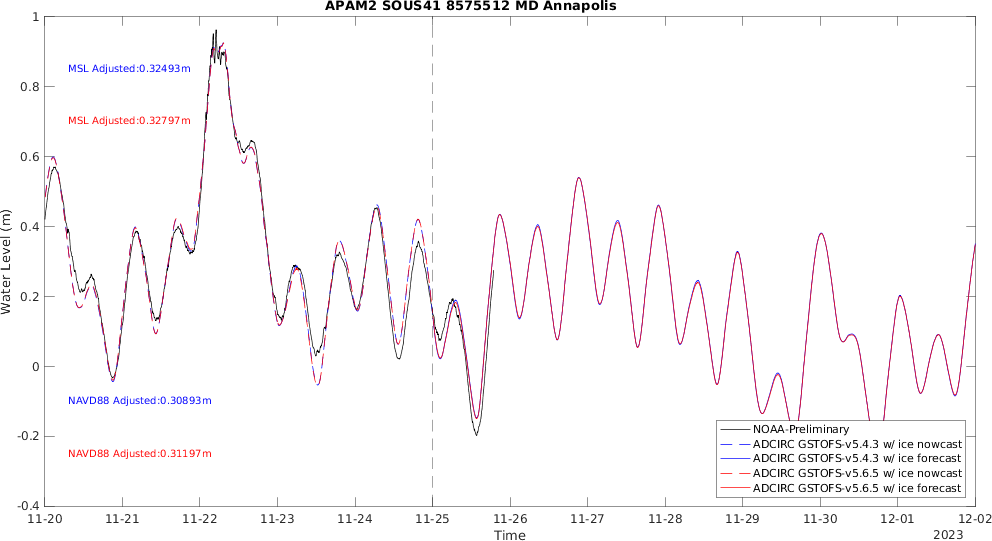 APAM2 SOUS41 8575512 MD Annapolis
1
0.8
0.6
0.4
0.2
0
-0.2
-0.4
Water Level (m)
MSL Adjusted:0.32493m
MSL Adjusted:0.32797m
NAVD88 Adjusted:0.30893m
NAVD88 Adjusted:0.31197m
NOAA-Preliminary
ADCIRC GSTOFS-v5.4.3 w/ ice nowcast
ADCIRC GSTOFS-v5.4.3 w/ ice forecast
ADCIRC GSTOFS-v5.6.5 w/ ice nowcast
ADCIRC GSTOFS-v5.6.5 w/ ice forecast
11-20 11-21 11-22 11-23 11-24 11-25 11-26 11-27 11-28 11-29 11-30 12-01 12-02
Time
2023